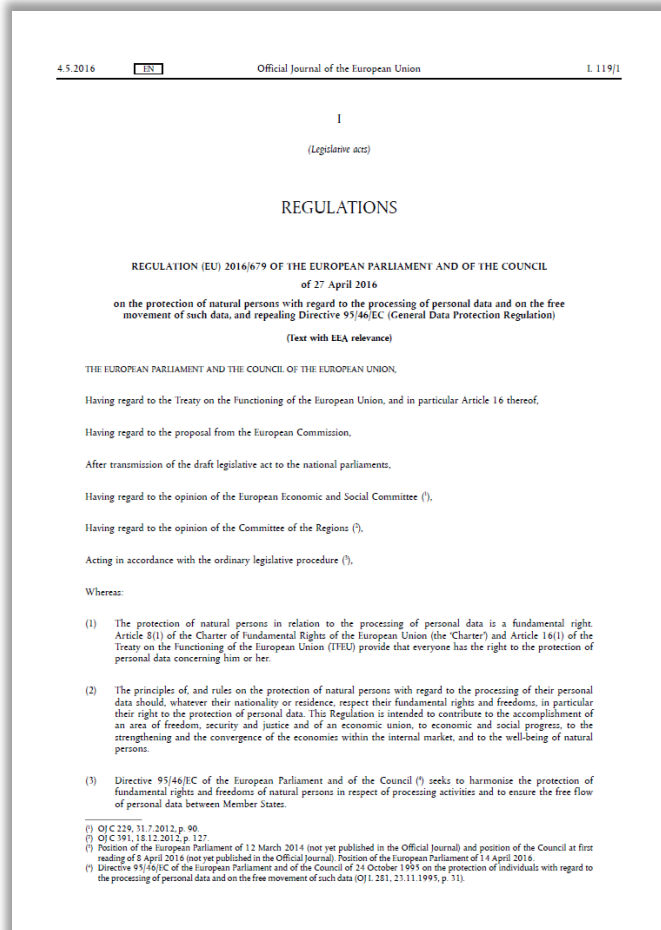 4.5.2016 EN Official Journal of the European Union L 119/1
I
(Legislative acts)
REGULATIONS
REGULATION (EU) 2016/679 OF THE EUROPEAN PARLIAMENT AND OF THE COUNCIL
of 27 April 2016
on the protection of natural persons with regard to the processing of personal data and on the free
movement of such data, and repealing Directive 95/46/EC (General Data Protection Regulation)
(Text with EEA relevance)
THE EUROPEAN PARLIAMENT AND THE COUNCIL OF THE EUROPEAN UNION,
Having regard to the Treaty on the Functioning of the European Union, and in particular Article 16 thereof,
Having regard to the proposal from the European Commission,
After transmission of the draft legislative act to the national parliaments,
Having regard to the opinion of the European Economic and Social Committee (¹),
Having regard to the opinion of the Committee of the Regions (²),
Acting in accordance with the ordinary legislative procedure (³),
Whereas:
(1) The protection of natural persons in relation to the processing of personal data is a fundamental right.
Article 8(1) of the Charter of Fundamental Rights of the European Union (the ‘Charter’) and Article 16(1) of the
Treaty on the Functioning of the European Union (TFEU) provide that everyone has the right to the protection of
personal data concerning him or her.
(2) The principles of, and rules on the protection of natural persons with regard to the processing of their personal
data should, whatever their nationality or residence, respect their fundamental rights and freedoms, in particular
their right to the protection of personal data. This Regulation is intended to contribute to the accomplishment of
an area of freedom, security and justice and of an economic union, to economic and social progress, to the
strengthening and the convergence of the economies within the internal market, and to the well-being of natural
persons.
(3) Directive 95/46/EC of the European Parliament and of the Council (⁴) seeks to harmonise the protection of
fundamental rights and freedoms of natural persons in respect of processing activities and to ensure the free flow
of personal data between Member States.
(¹) OJ C 229, 31.7.2012, p. 90.
(²) OJ C 391, 18.12.2012, p. 127.
(³) Position of the European Parliament of 12 March 2014 (not yet published in the Official Journal) and position of the Council at first
reading of 8 April 2016 (not yet published in the Official Journal). Position of the European Parliament of 14 April 2016.
(⁴) Directive 95/46/EC of the European Parliament and of the Council of 24 October 1995 on the protection of individuals with regard to
the processing of personal data and on the free movement of such data (OJ L 281, 23.11.1995, p. 31).